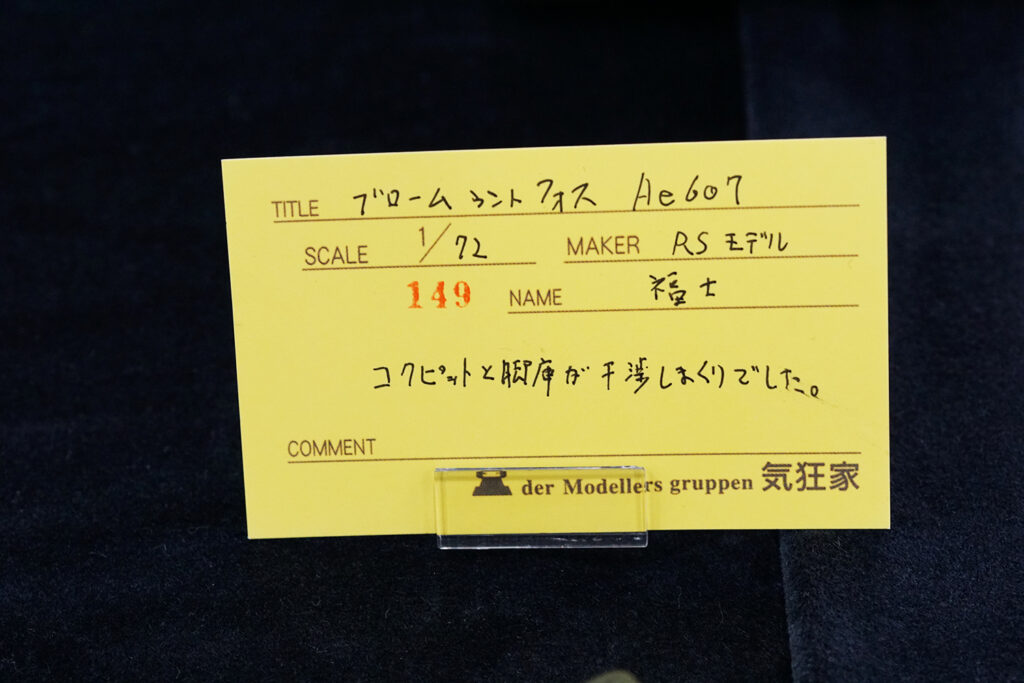 TITLE ブローム ウント フォス Ae607
SCALE 1/72 MAKER RSモデル
149 NAME 福士
コクピットと脚庫が干渉しまくりでした。
COMMENT
der Modellers gruppen 気狂家